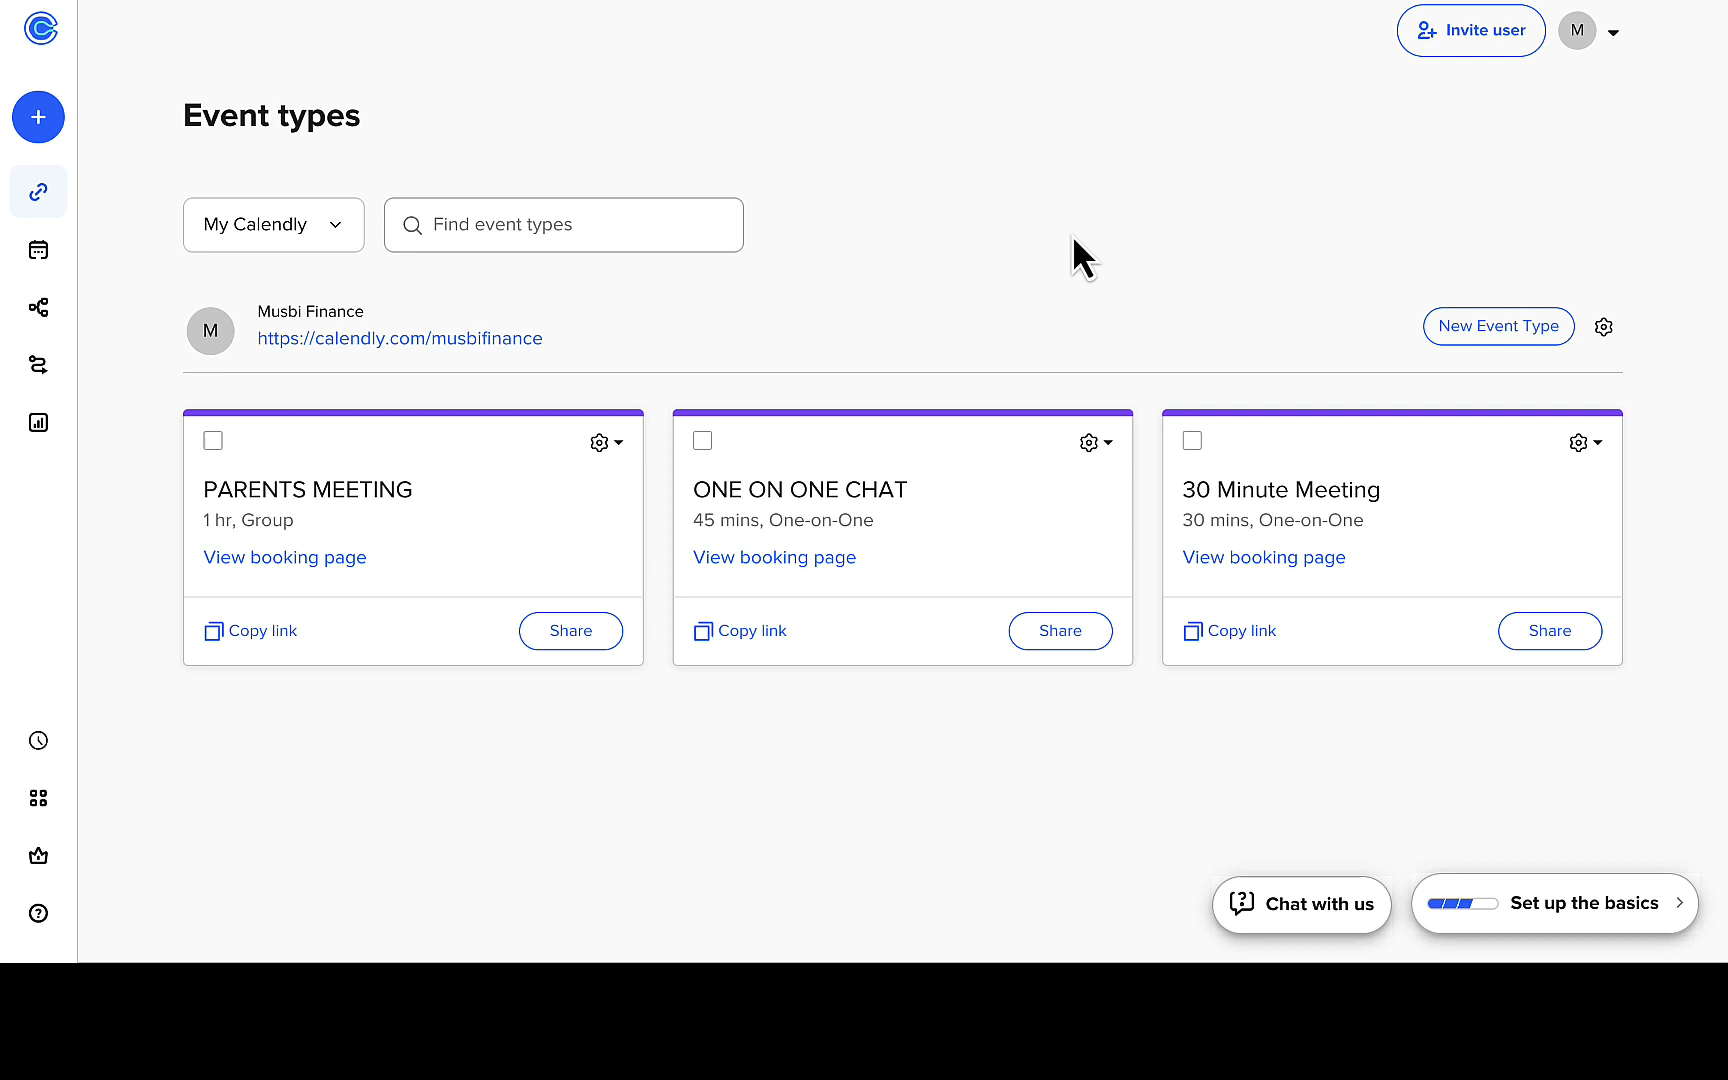 Invite user
M
Event types
My Calendly
Find event types
M
Musbi Finance
https://calendly.com/musbifinance
New Event Type
PARENTS MEETING
1 hr, Group
View booking page
Copy link
Share
ONE ON ONE CHAT
45 mins, One-on-One
View booking page
Copy link
Share
30 Minute Meeting
30 mins, One-on-One
View booking page
Copy link
Share
Chat with us
Set up the basics